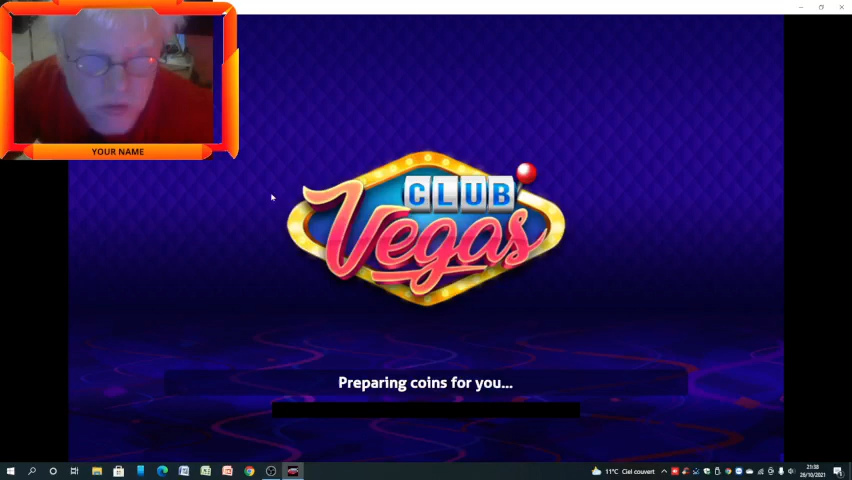 YOUR NAME
CLUB
Vegas
Preparing coins for you...
11°C Ciel couvert
21:38
28/10/2021